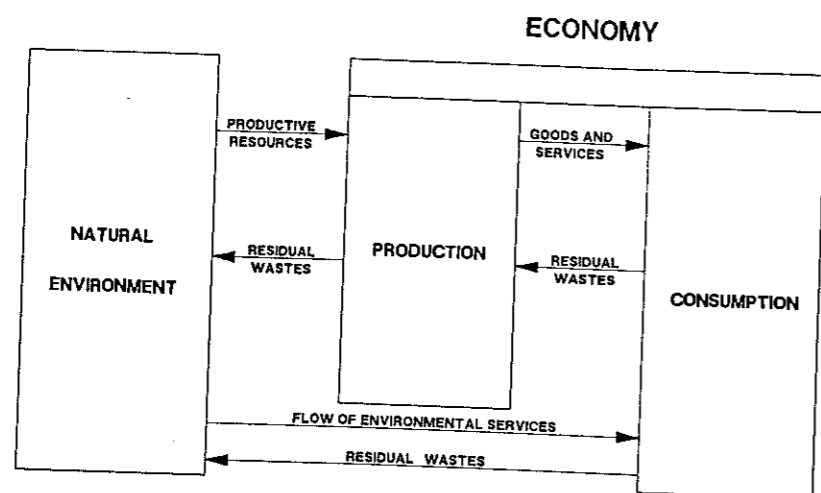 ECONOMY
PRODUCTIVE
RESOURCES
GOODS AND
SERVICES
NATURAL
ENVIRONMENT
RESIDUAL
WASTES
PRODUCTION
RESIDUAL
WASTES
CONSUMPTION
FLOW OF ENVIRONMENTAL SERVICES
RESIDUAL WASTES